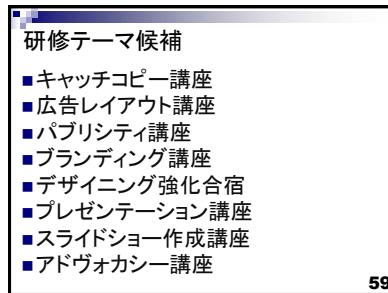 研修テーマ候補
■キャッチコピー講座
■広告レイアウト講座
■パブリシティ講座
■ブランディング講座
■デザイニング強化合宿
■プレゼンテーション講座
■スライドショー作成講座
■アドヴォカシー講座
59